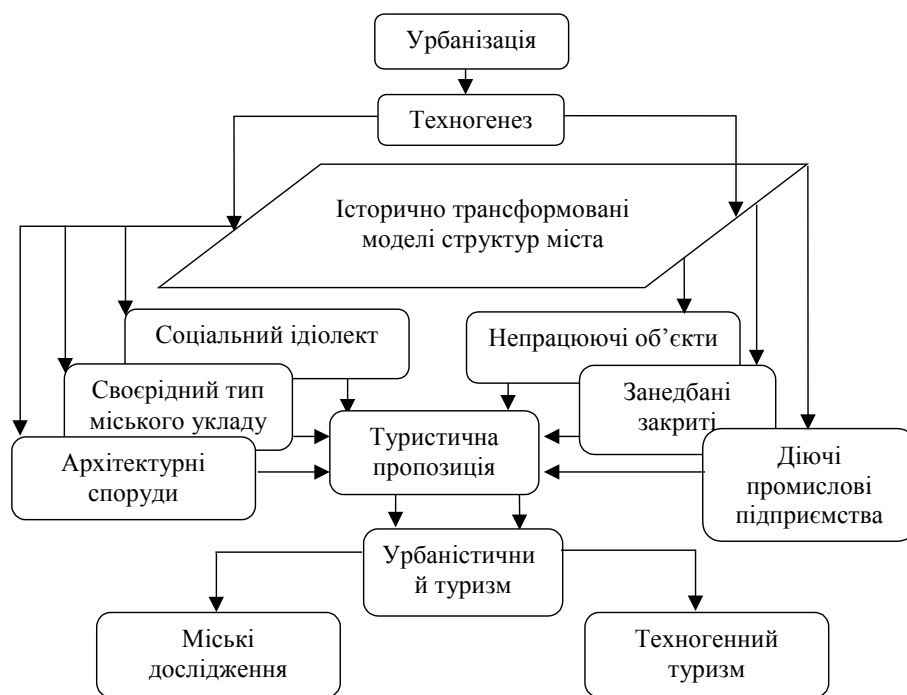 Урбанізація
Техногенез
Історично трансформовані
моделі структур міста
Соціальний ідіолект
Непрацюючі об’єкти
Своєрідний тип
міського укладу
Занедбані
закриті
Архітектурні
споруди
Туристична
пропозиція
Діючі
промислові
підприємства
Урбаністични
й туризм
Міські
дослідження
Техногенний
туризм